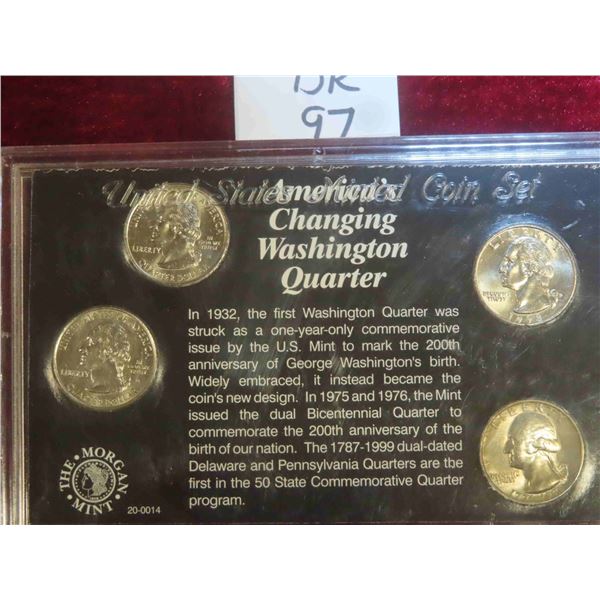 DR
97
United States Minted Coin Set
America's
Changing
Washington
Quarter
In 1932, the first Washington Quarter was
struck as a one-year-only commemorative
issue by the U.S. Mint to mark the 200th
anniversary of George Washington's birth.
Widely embraced, it instead became the
coin's new design. In 1975 and 1976, the Mint
issued the dual Bicentennial Quarter to
commemorate the 200th anniversary of the
birth of our nation. The 1787-1999 dual-dated
Delaware and Pennsylvania Quarters are the
first in the 50 State Commemorative Quarter
program.
THE MORGAN
MINT
20-0014
LIBERTY
QUARTER DOLLAR
LIBERTY